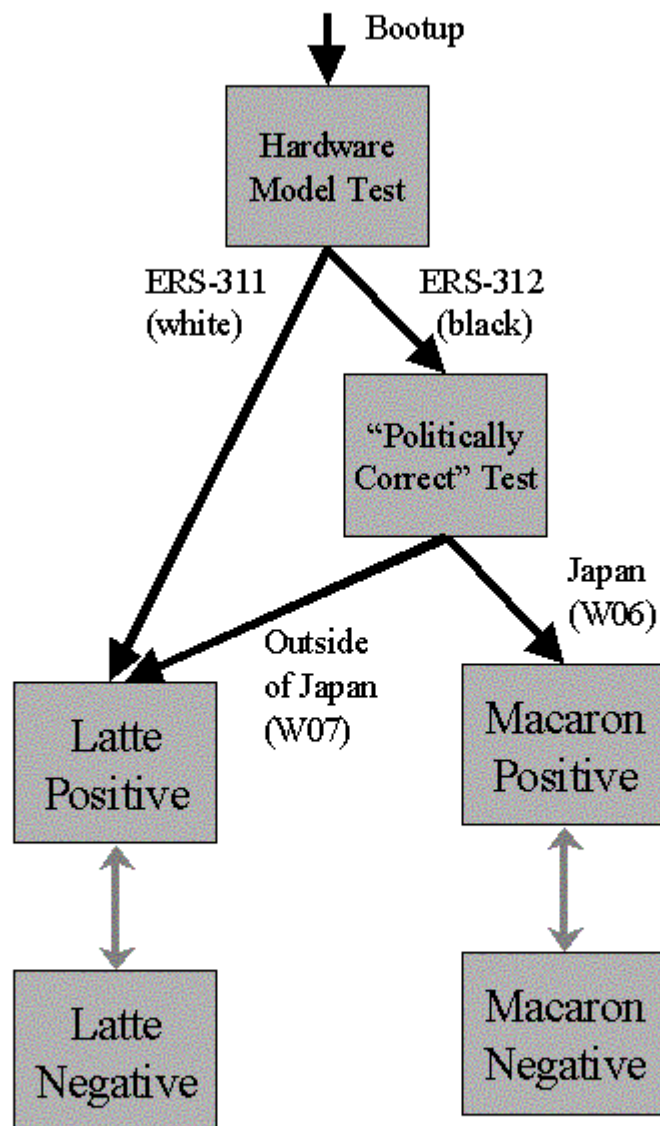 Bootup
Hardware
Model Test
ERS-311
(white)
ERS-312
(black)
“Politically
Correct” Test
Outside
of Japan
(W07)
Japan
(W06)
Latte
Positive
Macaron
Positive
Latte
Negative
Macaron
Negative